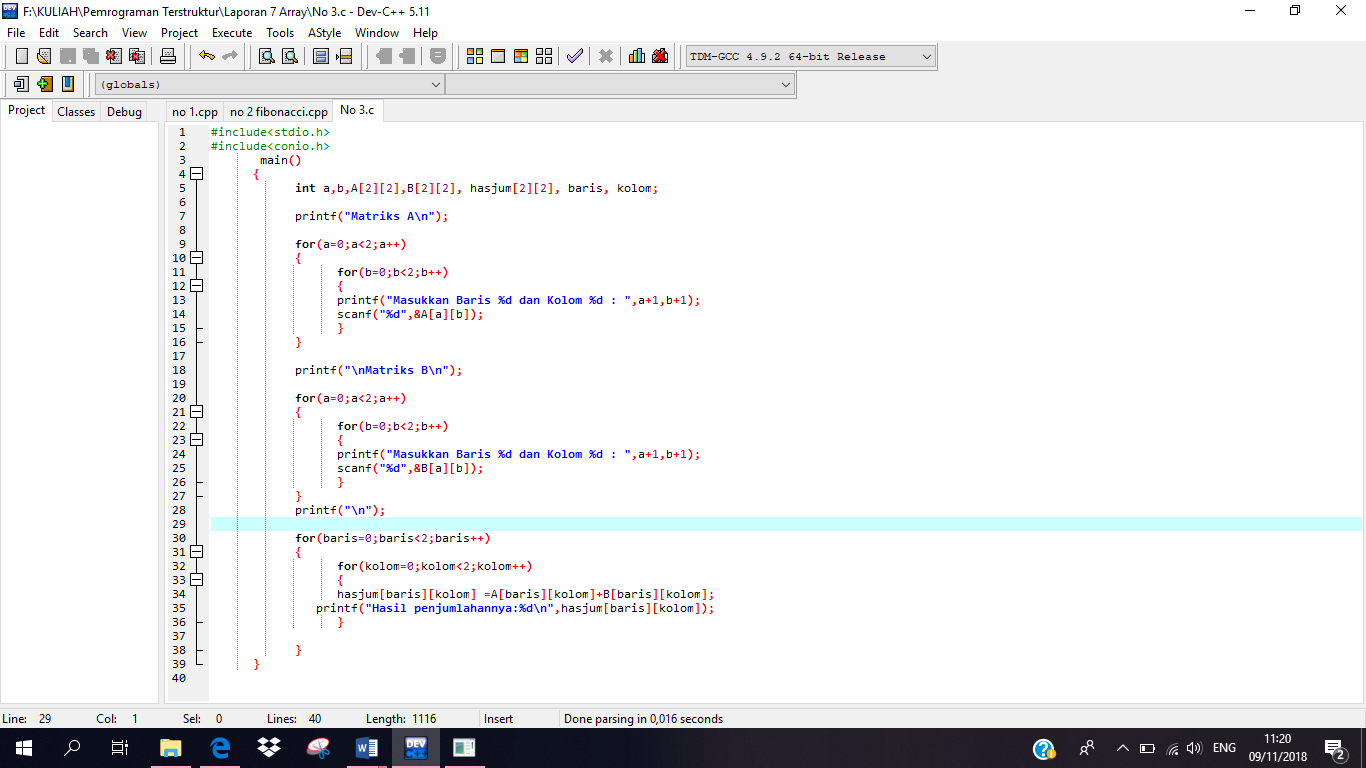 F:\KULIAH\Pemrograman Terstruktur\Laporan 7 Array\No 3.c - Dev-C++ 5.11
File Edit Search View Project Execute Tools AStyle Window Help
TDM-GCC 4.9.2 64-bit Release
(globals)
Project Classes Debug no 1.cpp no 2 fibonacci.cpp No 3.c
1 #include<stdio.h>
2 #include<conio.h>
3 main()
4 {
5 int a,b,A[2][2],B[2][2], hasjum[2][2], baris, kolom;
6
7 printf("Matriks A\n");
8
9 for(a=0;a<2;a++)
10 {
11 for(b=0;b<2;b++)
12 {
13 printf("Masukkan Baris %d dan Kolom %d : ",a+1,b+1);
14 scanf("%d",&A[a][b]);
15 }
16 }
17
18 printf("\nMatriks B\n");
19
20 for(a=0;a<2;a++)
21 {
22 for(b=0;b<2;b++)
23 {
24 printf("Masukkan Baris %d dan Kolom %d : ",a+1,b+1);
25 scanf("%d",&B[a][b]);
26 }
27 }
28 printf("\n");
29
30 for(baris=0;baris<2;baris++)
31 {
32 for(kolom=0;kolom<2;kolom++)
33 {
34 hasjum[baris][kolom] =A[baris][kolom]+B[baris][kolom];
35 printf("Hasil penjumlahannya:%d\n",hasjum[baris][kolom]);
36 }
37
38 }
39 }
40
Line: 29 Col: 1 Sel: 0 Lines: 40 Length: 1116 Insert Done parsing in 0,016 seconds
DEV
ENG
11:20
09/11/2018
2